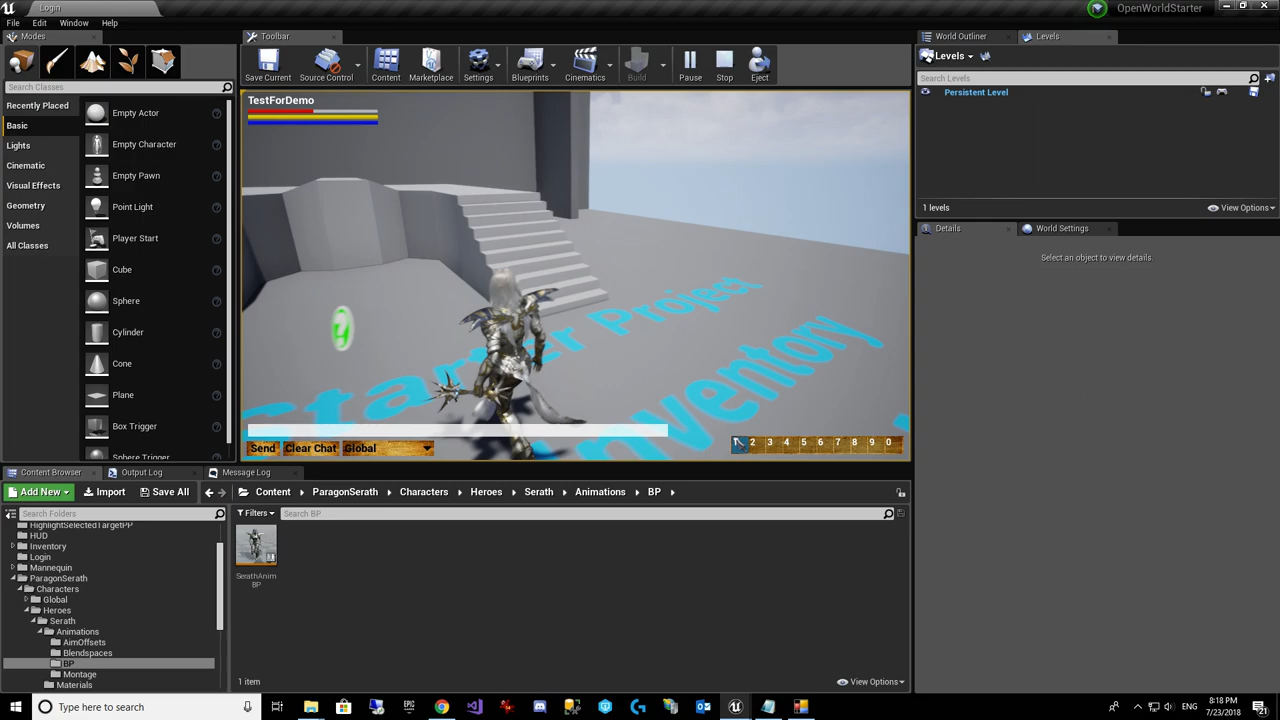 Login
OpenWorldStarter
File Edit Window Help
Modes
Toolbar
World Outliner
Levels
Save Current
Source Control
Content
Marketplace
Settings
Blueprints
Cinematics
Build
Pause
Stop
Eject
Levels
Search Classes
Search Levels
Persistent Level
Recently Placed
Basic
Lights
Cinematic
Visual Effects
Geometry
Volumes
All Classes
Empty Actor
Empty Character
Empty Pawn
Point Light
Player Start
Cube
Sphere
Cylinder
Cone
Plane
Box Trigger
Sphere Trigger
TestForDemo
Starter Project
Inventory
Send
Clear Chat
Global
2 3 4 5 6 7 8 9 0
1 levels
View Options
Details
World Settings
Select an object to view details.
Content Browser
Output Log
Message Log
Add New
Import
Save All
Content
ParagonSerath
Characters
Heroes
Serath
Animations
BP
Search Folders
Filters
Search BP
HighlightSelectedTargetPP
HUD
Inventory
Login
Mannequin
ParagonSerath
Characters
Global
Heroes
Serath
Animations
AimOffsets
Blendspaces
BP
Montage
Materials
SerathAnim
BP
1 item
View Options
Type here to search
8:18 PM
7/23/2018